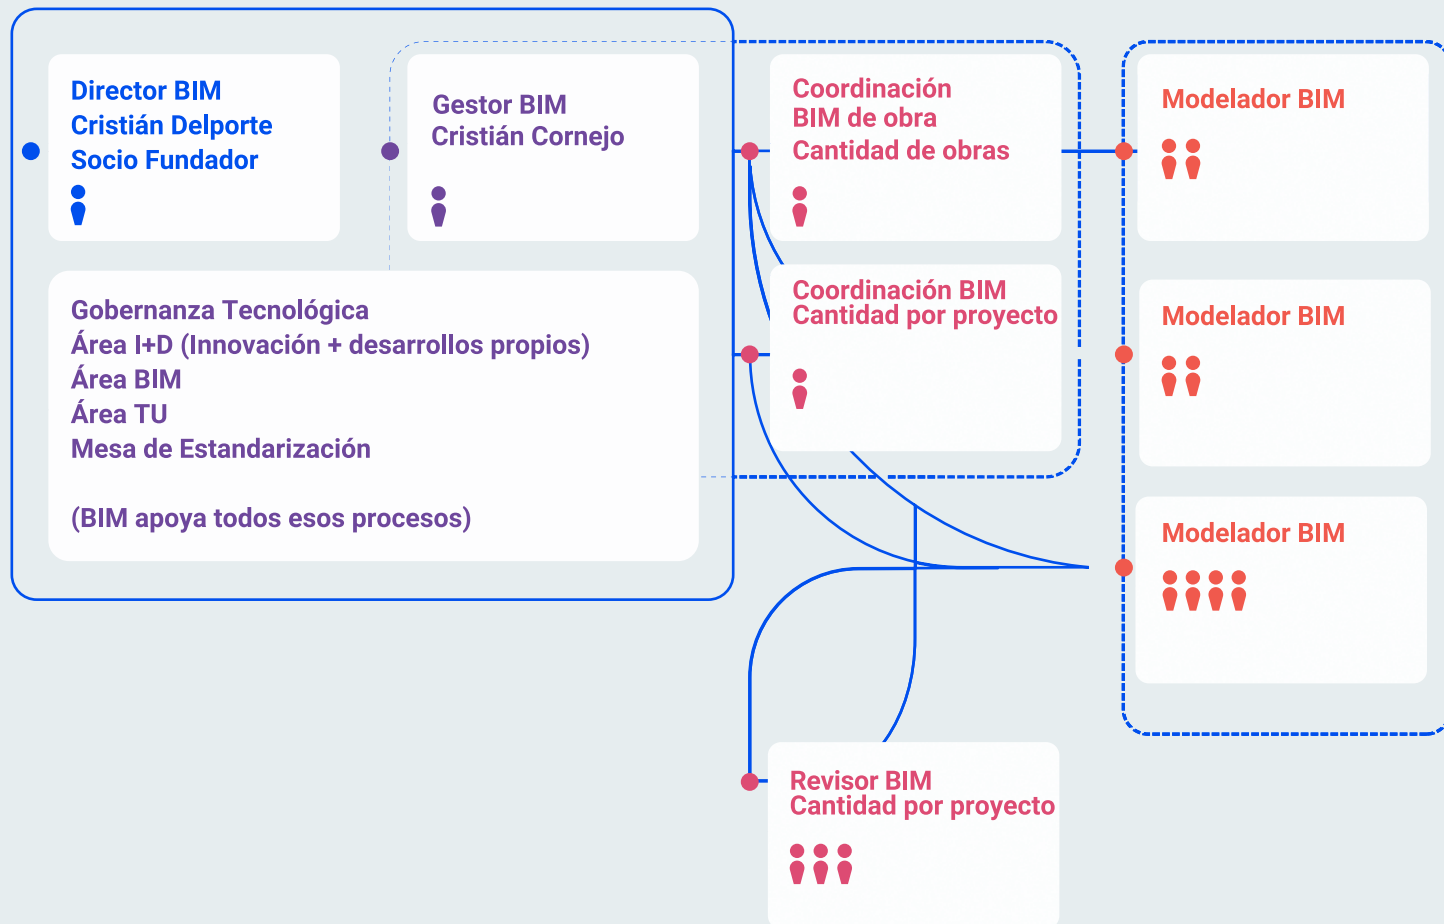 Director BIM
Cristián Delporte
Socio Fundador
Gestor BIM
Cristián Cornejo
Coordinación
BIM de obra
Cantidad de obras
Modelador BIM
Coordinación BIM
Cantidad por proyecto
Modelador BIM
Gobernanza Tecnológica
Área I+D (Innovación + desarrollos propios)
Área BIM
Área TU
Mesa de Estandarización
(BIM apoya todos esos procesos)
Modelador BIM
Revisor BIM
Cantidad por proyecto